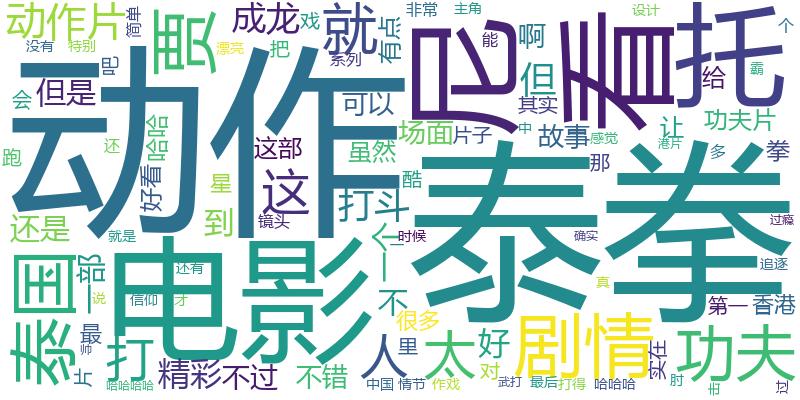 动作片
简单
没有
特别
吧
会
但是
跑
还
哈哈
贾
成龙
戏
漂亮
把
系列
就
有点
非常
主角
能
啊
但
其实
设计
个
霸
尼
看
托
给
动作
可以
这部
好看
虽然
场面
片子
中
故事
感觉
港片
让
功夫片
那
多
拳
星
这
打斗
酷
还是
到
镜头
就是
一个
时候
泰拳
确实
过瘾
追逐
泰国
一部
还有
电影
不
说
信仰
才
真
第一
香港
最
师
片
打
精彩
不过
不错
人
里
很多
太
好
对
剧情
实在
功夫
中国
情节
作戏
武打
最后
打得
哈哈哈
哈哈哈哈
肘
击
过